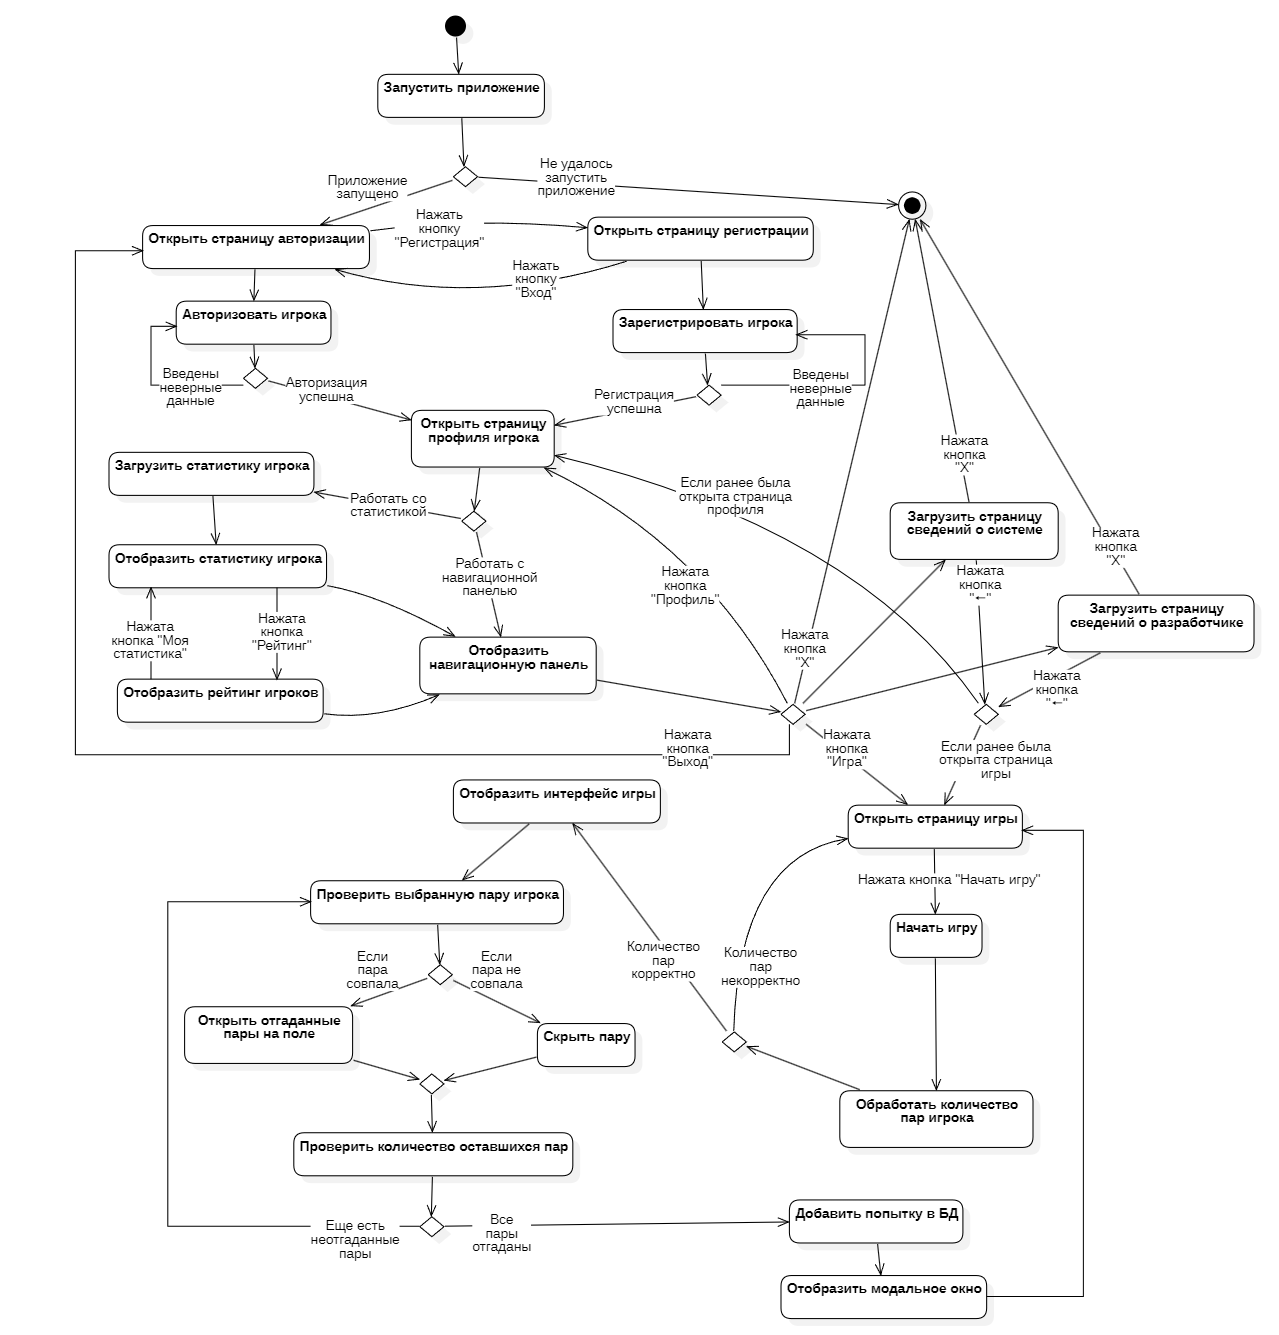 Запустить приложение
Не удалось
запустить
приложение
Приложение
запущено
Нажать
кнопку
"Регистрация"
Открыть страницу авторизации
Открыть страницу регистрации
Нажать
кнопку
"Вход"
Авторизовать игрока
Зарегистрировать игрока
Введены
неверные
данные
Авторизация
успешна
Регистрация
успешна
Введены
неверные
данные
Открыть страницу
профиля игрока
Загрузить статистику игрока
Работать со
статистикой
Если ранее была
открыта страница
профиля
Нажата
кнопка
"X"
Загрузить страницу
сведений о системе
Нажата
кнопка
"X"
Отобразить статистику игрока
Работать с
навигационной
панелью
Нажата
кнопка
"Профиль"
Нажата
кнопка
"←"
Загрузить страницу
сведений о разработчике
Нажата
кнопка "Моя
статистика"
Нажата
кнопка
"Рейтинг"
Отобразить
навигационную панель
Нажата
кнопка
"X"
Нажата
кнопка
"←"
Отобразить рейтинг игроков
Нажата
кнопка
"Выход"
Нажата
кнопка
"Игра"
Если ранее была
открыта страница
игры
Отобразить интерфейс игры
Открыть страницу игры
Проверить выбранную пару игрока
Нажата кнопка "Начать игру"
Начать игру
Если
пара
совпала
Если
пара не
совпала
Количество
пар
корректно
Количество
пар
некорректно
Открыть отгаданные
пары на поле
Скрыть пару
Обработать количество
пар игрока
Проверить количество оставшихся пар
Еще есть
неотгаданные
пары
Все
пары
отгаданы
Добавить попытку в БД
Отобразить модальное окно